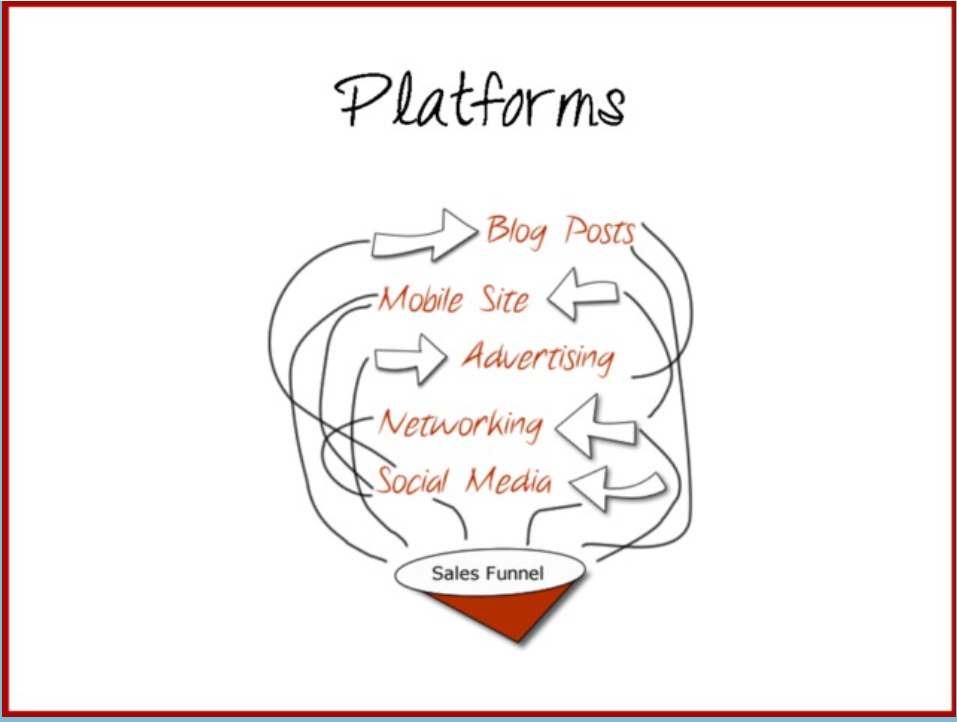 Platforms
Blog Posts
Mobile Site
Advertising
Networking
Social Media
Sales Funnel